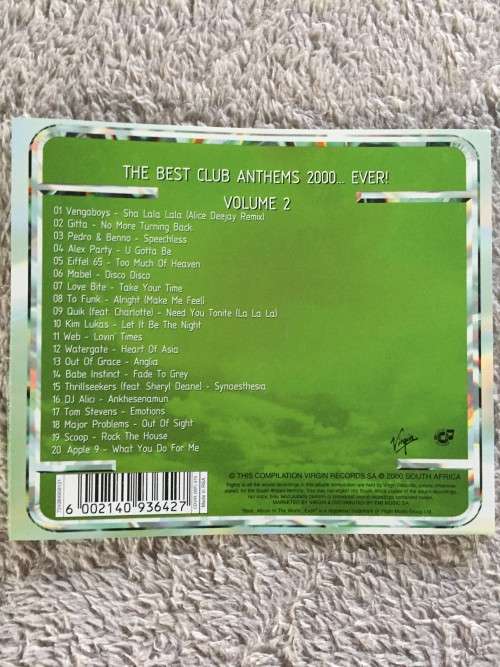 THE BEST CLUB ANTHEMS 2000... EVER!
VOLUME 2
01 Vengaboys - Sha Lala Lala (Alice Deejay Remix)
02 Gitta - No More Turning Back
03 Pedro & Benno - Speechless
04 Alex Party - U Gotta Be
05 Eiffel 65 - Too Much Of Heaven
06 Mabel - Disco Disco
07 Love Bite - Take Your Time
08 To Funk - Alright (Make Me Feel)
09 Quik (feat. Charlotte) - Need You Tonite (La La La)
10 Kim Lukas - Let It Be The Night
11 Web - Lovin' Times
12 Watergate - Heart Of Asia
13 Out Of Grace - Anglia
14 Babe Instinct - Fade To Grey
15 Thrillseekers (feat. Sheryl Deane) - Synaesthesia
16 DJ Alici - Ankhesenamun
17 Tom Stevens - Emotions
18 Major Problems - Out Of Sight
19 Scoop - Rock The House
20 Apple 9 - What You Do For Me
Virgin
6 002140 936427
Made in RSA
© THIS COMPILATION VIRGIN RECORDS SA ℗ 2000 SOUTH AFRICA